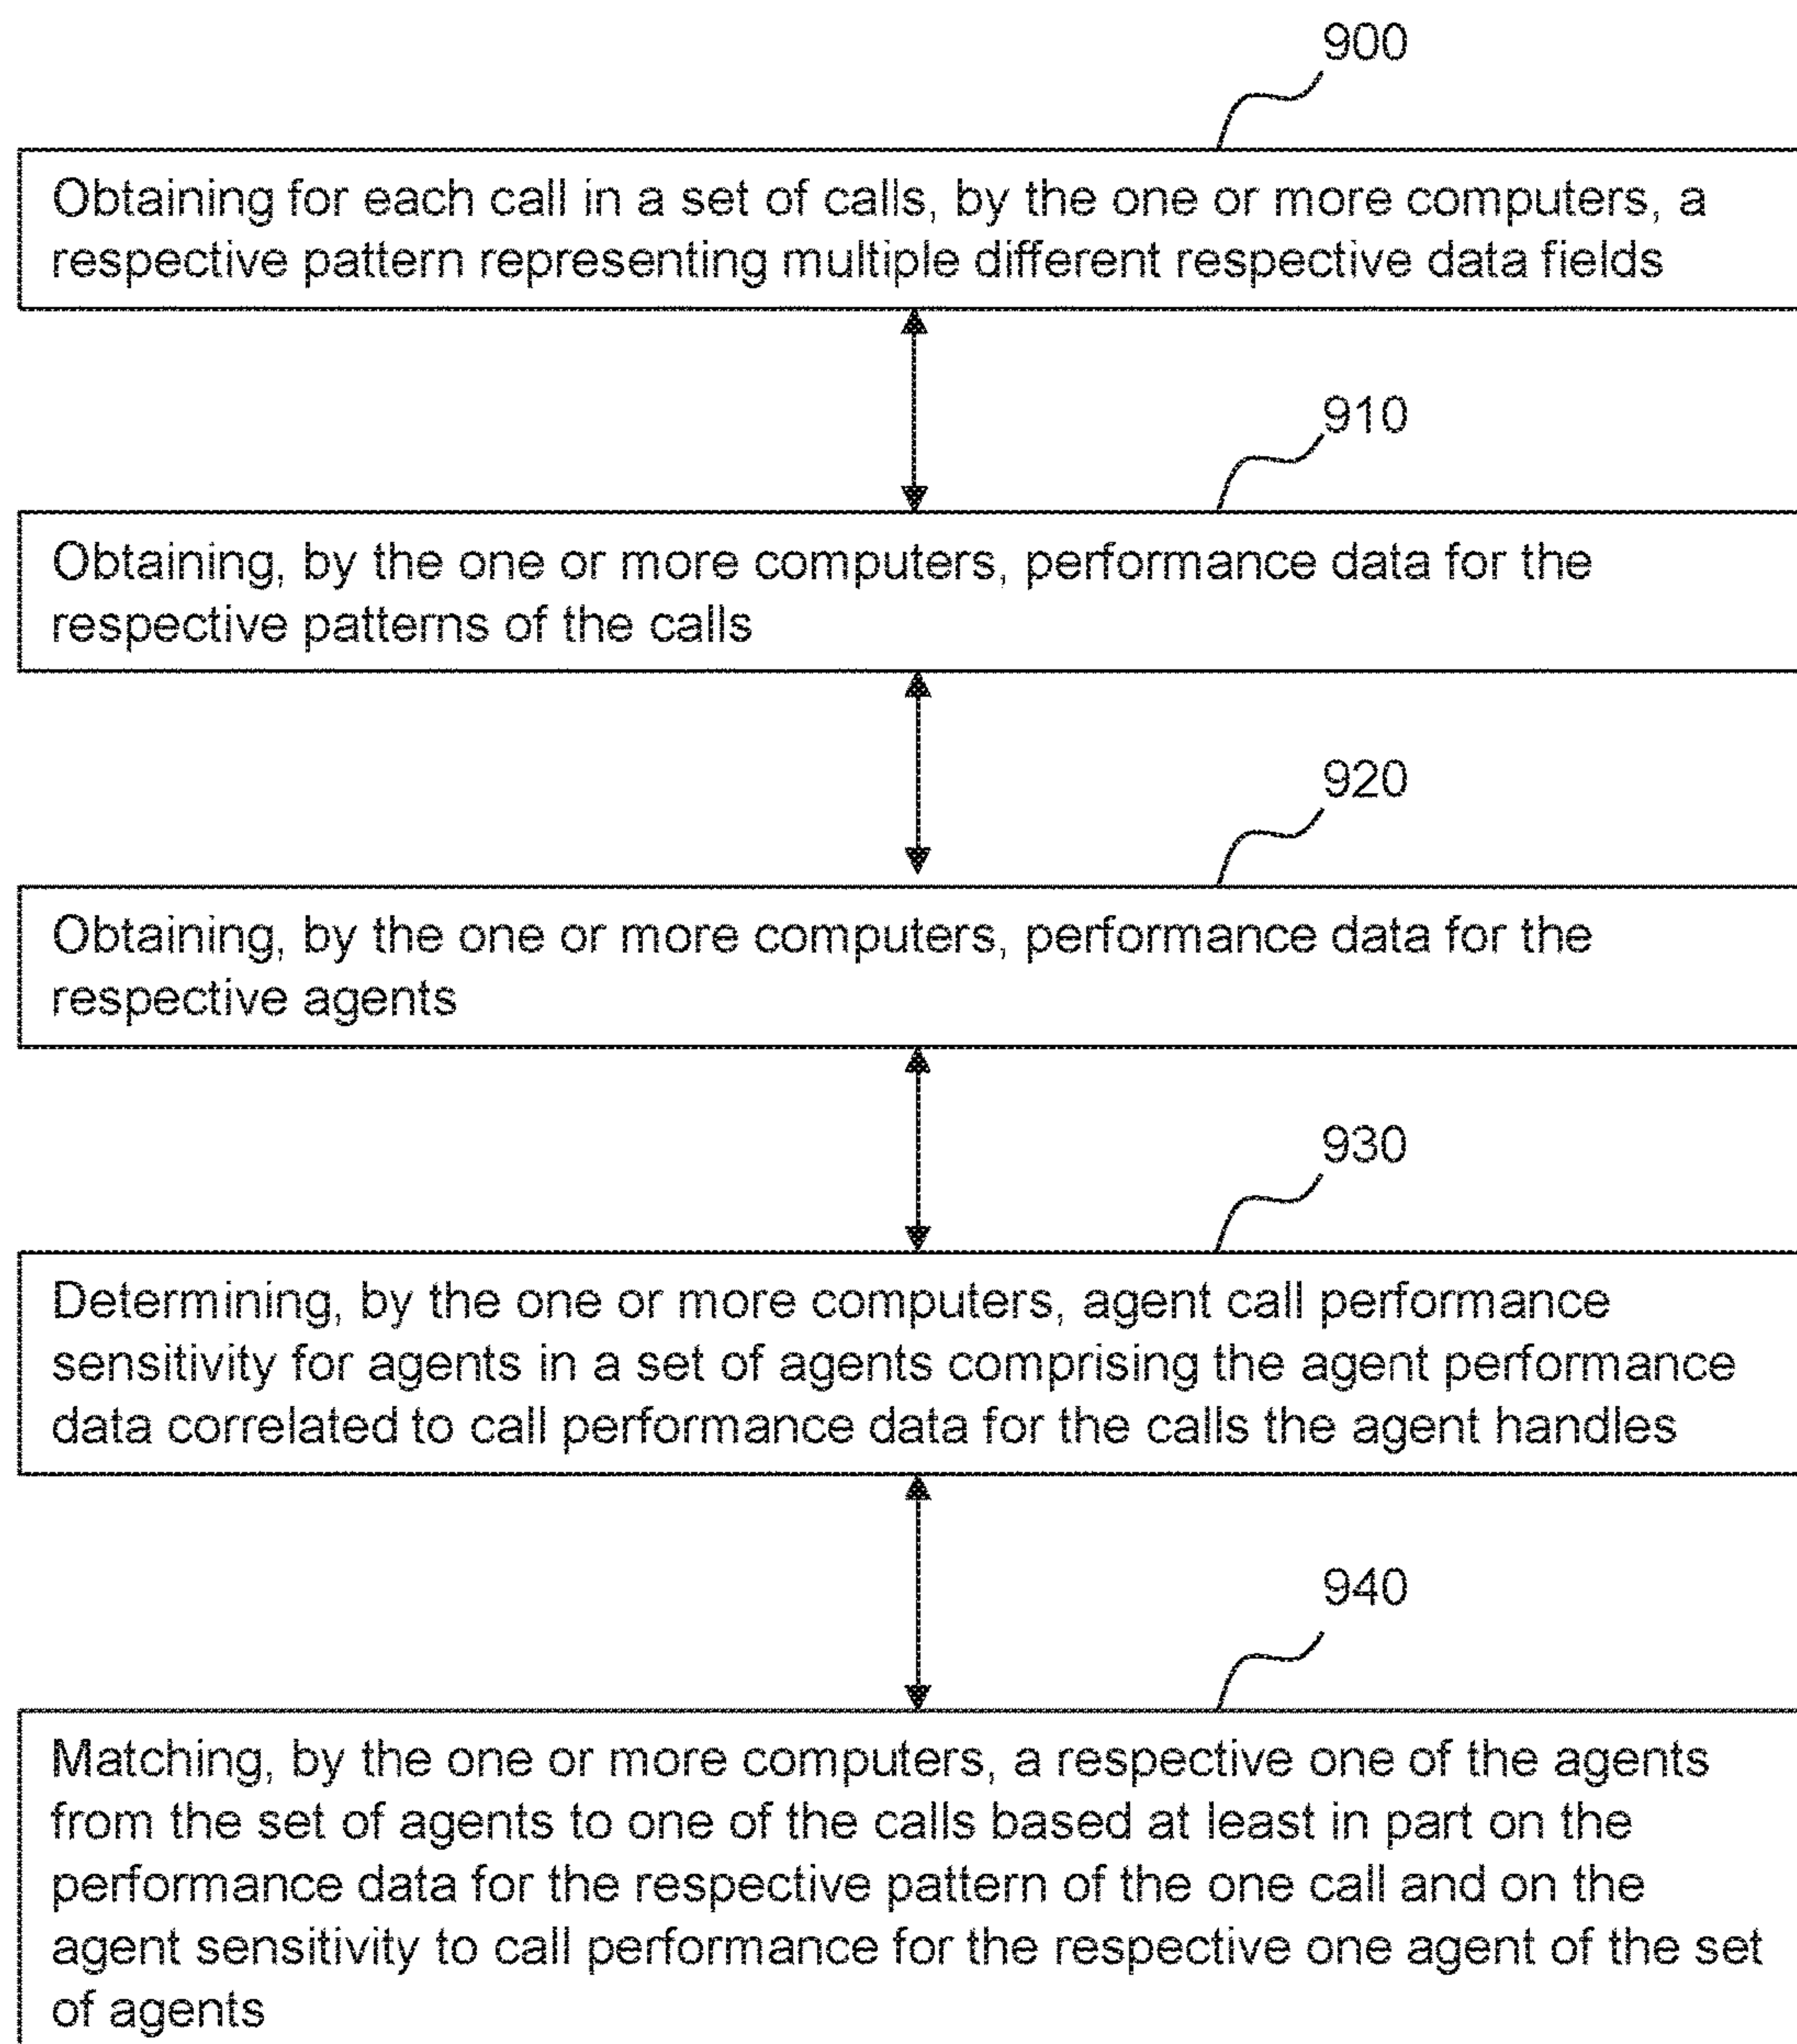 900
Obtaining for each call in a set of calls, by the one or more computers, a
respective pattern representing multiple different respective data fields
910
Obtaining, by the one or more computers, performance data for the
respective patterns of the calls
920
Obtaining, by the one or more computers, performance data for the
respective agents
930
Determining, by the one or more computers, agent call performance
sensitivity for agents in a set of agents comprising the agent performance
data correlated to call performance data for the calls the agent handles
940
Matching, by the one or more computers, a respective one of the agents
from the set of agents to one of the calls based at least in part on the
performance data for the respective pattern of the one call and on the
agent sensitivity to call performance for the respective one agent of the set
of agents